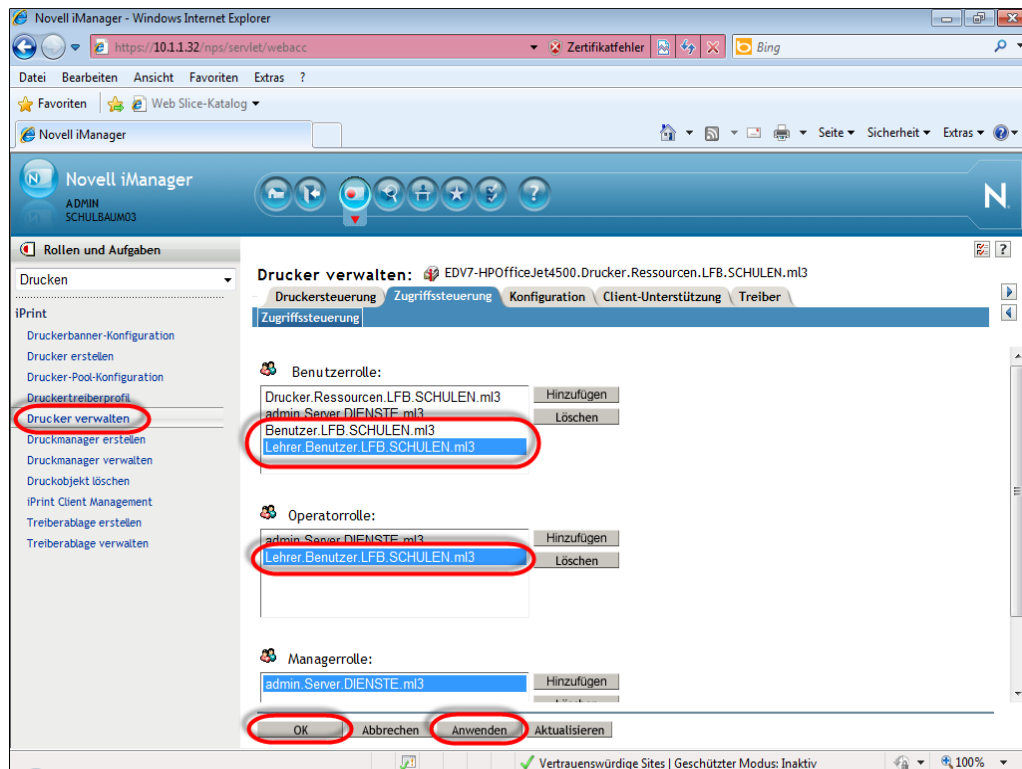 Novell iManager - Windows Internet Explorer
https://10.1.1.32/nps/servlet/webacc
Zertifikatfehler
Bing
Datei Bearbeiten Ansicht Favoriten Extras ?
Favoriten
Web Slice-Katalog
Novell iManager
Seite
Sicherheit
Extras
Novell iManager
ADMIN
SCHULBAUM03
N
Rollen und Aufgaben
Drucken
iPrint
Druckerbanner-Konfiguration
Drucker erstellen
Drucker-Pool-Konfiguration
Druckertreiberprofil
Drucker verwalten
Druckmanager erstellen
Druckmanager verwalten
Druckobjekt löschen
iPrint Client Management
Treiberablage erstellen
Treiberablage verwalten
Drucker verwalten: EDV7-HPOfficeJet4500.Drucker.Ressourcen.LFB.SCHULEN.ml3
Druckersteuerung Zugriffssteuerung Konfiguration Client-Unterstützung Treiber
Zugriffssteuerung
Benutzerrolle:
Drucker.Ressourcen.LFB.SCHULEN.ml3
admin.Server.DIENSTE.ml3
Benutzer.LFB.SCHULEN.ml3
Lehrer.Benutzer.LFB.SCHULEN.ml3
Hinzufügen
Löschen
Operatorrolle:
admin.Server.DIENSTE.ml3
Lehrer.Benutzer.LFB.SCHULEN.ml3
Hinzufügen
Löschen
Managerrolle:
admin.Server.DIENSTE.ml3
Hinzufügen
OK Abbrechen Anwenden Aktualisieren
Vertrauenswürdige Sites | Geschützter Modus: Inaktiv
100%